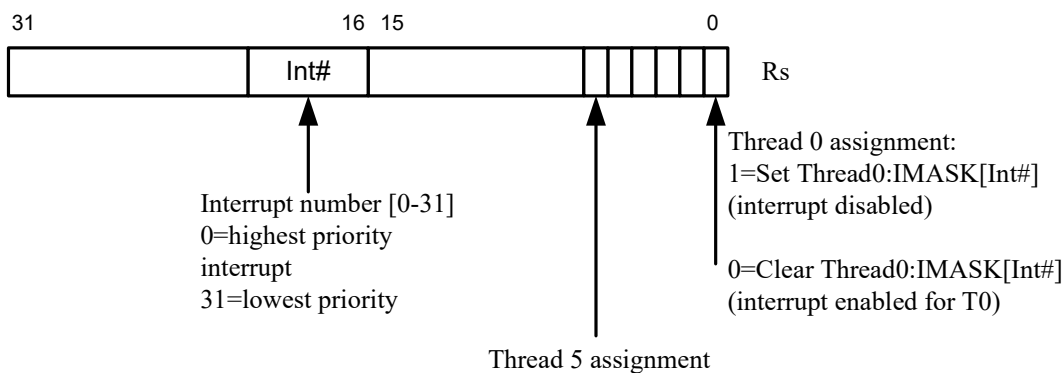 31 16 15 0
Int# Rs
Thread 0 assignment:
1=Set Thread0:IMASK[Int#]
(interrupt disabled)
Interrupt number [0-31]
0=highest priority
interrupt
31=lowest priority
0=Clear Thread0:IMASK[Int#]
(interrupt enabled for T0)
Thread 5 assignment